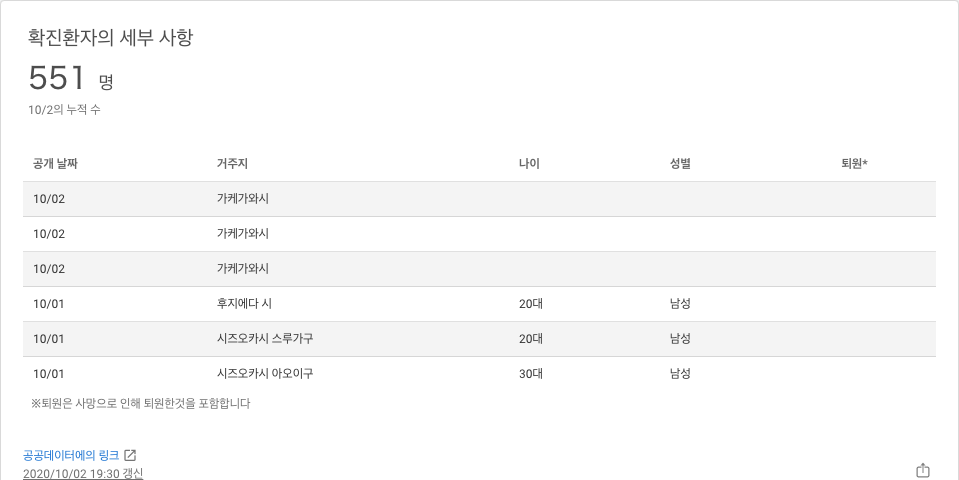 확진환자의 세부 사항
551 명
10/2의 누적 수
공개 날짜 거주지 나이 성별 퇴원*
10/02 가케가와시
10/02 가케가와시
10/02 가케가와시
10/01 후지에다 시 20대 남성
10/01 시즈오카시 스루가구 20대 남성
10/01 시즈오카시 아오이구 30대 남성
※퇴원은 사망으로 인해 퇴원한것을 포함합니다
공공데이터에의 링크
2020/10/02 19:30 갱신